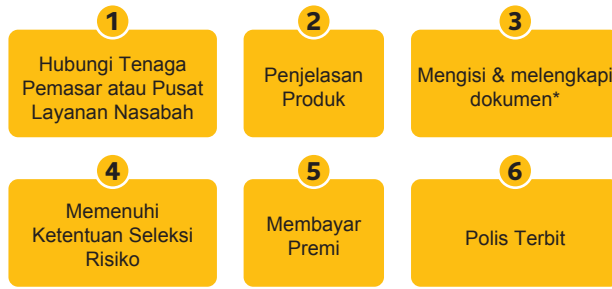 1
Hubungi Tenaga
Pemasar atau Pusat
Layanan Nasabah
2
Penjelasan
Produk
3
Mengisi & melengkapi
dokumen*
4
Memenuhi
Ketentuan Seleksi
Risiko
5
Membayar
Premi
6
Polis Terbit